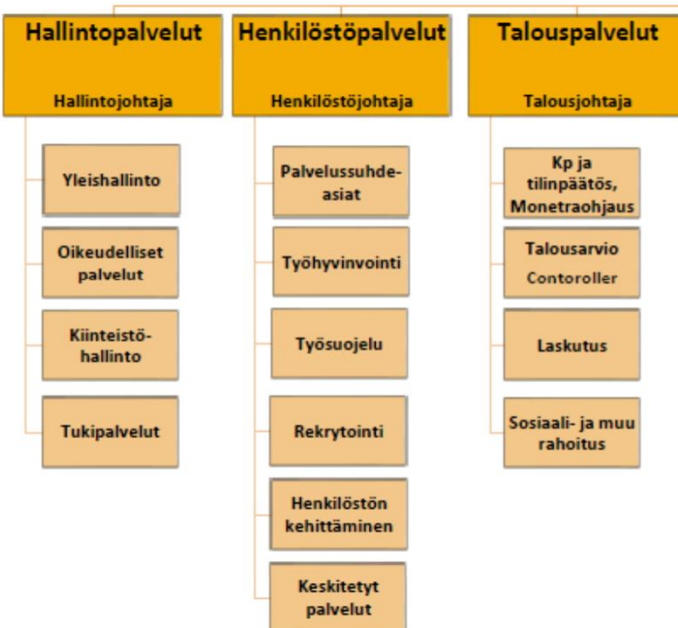 Hallintopalvelut
Hallintojohtaja
Yleishallinto
Oikeudelliset
palvelut
Kiinteistö-
hallinto
Tukipalvelut
Henkilöstöpalvelut
Henkilöstöjohtaja
Palvelussuhde-
asiat
Työhyvinvointi
Työsuojelu
Rekrytointi
Henkilöstön
kehittäminen
Keskitetyt
palvelut
Talouspalvelut
Talousjohtaja
Kp ja
tilinpäätös,
Monetraohjaus
Talousarvio
Contoroller
Laskutus
Sosiaali- ja muu
rahoitus